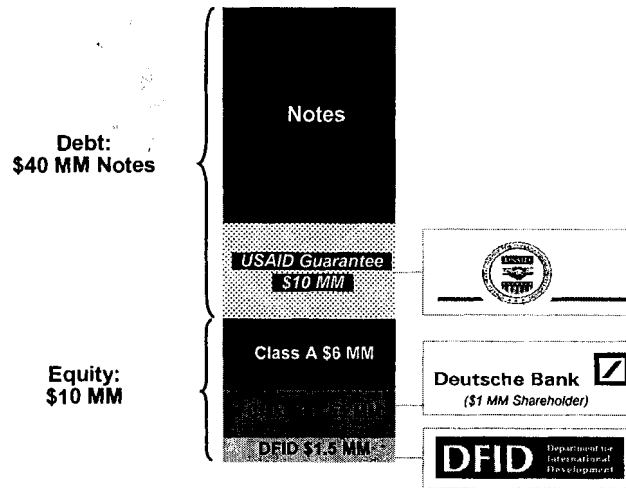 Notes
Debt:
$40 MM Notes
USAID Guarantee
$10 MM
USAID
Class A $6 MM
Equity:
$10 MM
Deutsche Bank
($1 MM Shareholder)
DFID $1.5 MM
DFID
Department for
International
Development